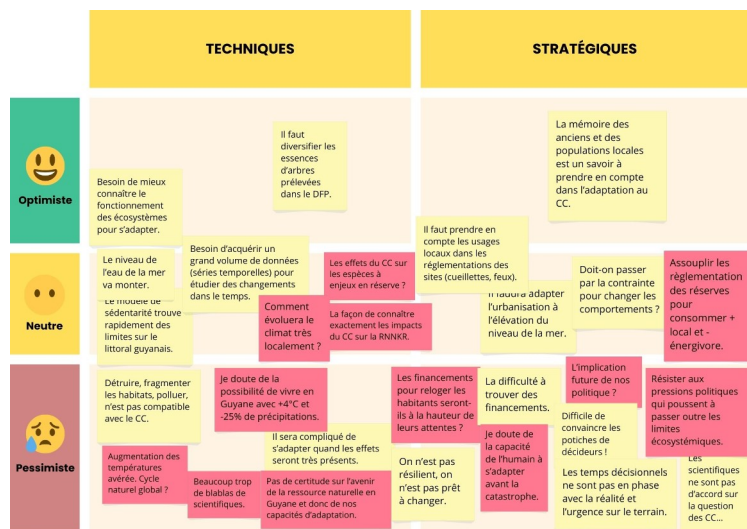 TECHNIQUES
STRATÉGIQUES
Optimiste
Besoin de mieux
connaître le
fonctionnement
des écosystèmes
pour s'adapter.
Il faut
diversifier les
essences
d'arbres
prélevées
dans le DFP.
La mémoire des
anciens et des
populations locales
est un savoir à
prendre en compte
dans l'adaptation au
CC.
Il faut prendre en
compte les usages
locaux dans les
réglementations des
sites (cueillettes, feux).
Neutre
Le niveau de
l'eau de la mer
va monter.
Le modèle de
sédentarité trouve
rapidement des
limites sur le
littoral guyanais.
Besoin d'acquérir un
grand volume de données
(séries temporelles) pour
étudier des changements
dans le temps.
Comment
évoluera le
climat très
localement ?
Les effets du CC sur
les espèces à
enjeux en réserve ?
La façon de connaître
exactement les impacts
du CC sur la RNNKR.
Il faudra adapter
l'urbanisation à
l'élévation du
niveau de la mer.
Doit-on passer
par la contrainte
pour changer les
comportements ?
Assouplir les
règlementation
des réserves
pour
consommer +
local et -
énergivore.
Pessimiste
Détruire, fragmenter
les habitats, polluer,
n'est pas compatible
avec le CC.
Je doute de la
possibilité de vivre en
Guyane avec +4°C et
-25% de précipitations.
Il sera compliqué de
s'adapter quand les effets
seront très présents.
Augmentation des
températures
avérée. Cycle
naturel global ?
Beaucoup trop
de blablas de
scientifiques.
Pas de certitude sur l'avenir
de la ressource naturelle en
Guyane et donc de nos
capacités d'adaptation.
Les financements
pour reloger les
habitants seront-
ils à la hauteur de
leurs attentes ?
On n'est pas
résilient, on
n'est pas prêt
à changer.
La difficulté à
trouver des
financements.
Je doute de
la capacité
de l'humain à
s'adapter
avant la
catastrophe.
L'implication
future de nos
politique ?
Difficile de
convaincre les
potiches de
décideurs !
Résister aux
pressions politiques
qui poussent à
passer outre les
limites
écosystémiques.
Les temps décisionnels
ne sont pas en phase
avec la réalité et
l'urgence sur le terrain.
Les
scientifiques
ne sont pas
d'accord sur la
question des
CC...